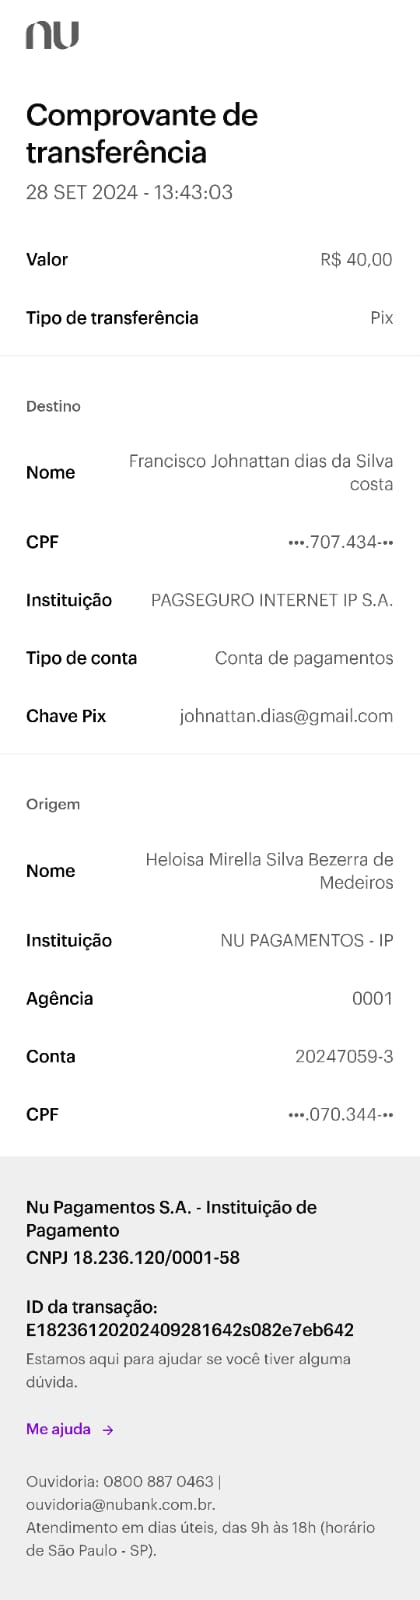 nu
Comprovante de
transferência
28 SET 2024 - 13:43:03
Valor R$ 40,00
Tipo de transferência Pix
Destino
Nome Francisco Johnattan dias da Silva
costa
CPF •••.707.434-••
Instituição PAGSEGURO INTERNET IP S.A.
Tipo de conta Conta de pagamentos
Chave Pix johnattan.dias@gmail.com
Origem
Nome Heloisa Mirella Silva Bezerra de
Medeiros
Instituição NU PAGAMENTOS - IP
Agência 0001
Conta 20247059-3
CPF •••.070.344-••
Nu Pagamentos S.A. - Instituição de
Pagamento
CNPJ 18.236.120/0001-58
ID da transação:
E18236120202409281642s082e7eb642
Estamos aqui para ajudar se você tiver alguma
dúvida.
Me ajuda →
Ouvidoria: 0800 887 0463 |
ouvidoria@nubank.com.br.
Atendimento em dias úteis, das 9h às 18h (horário
de São Paulo - SP).